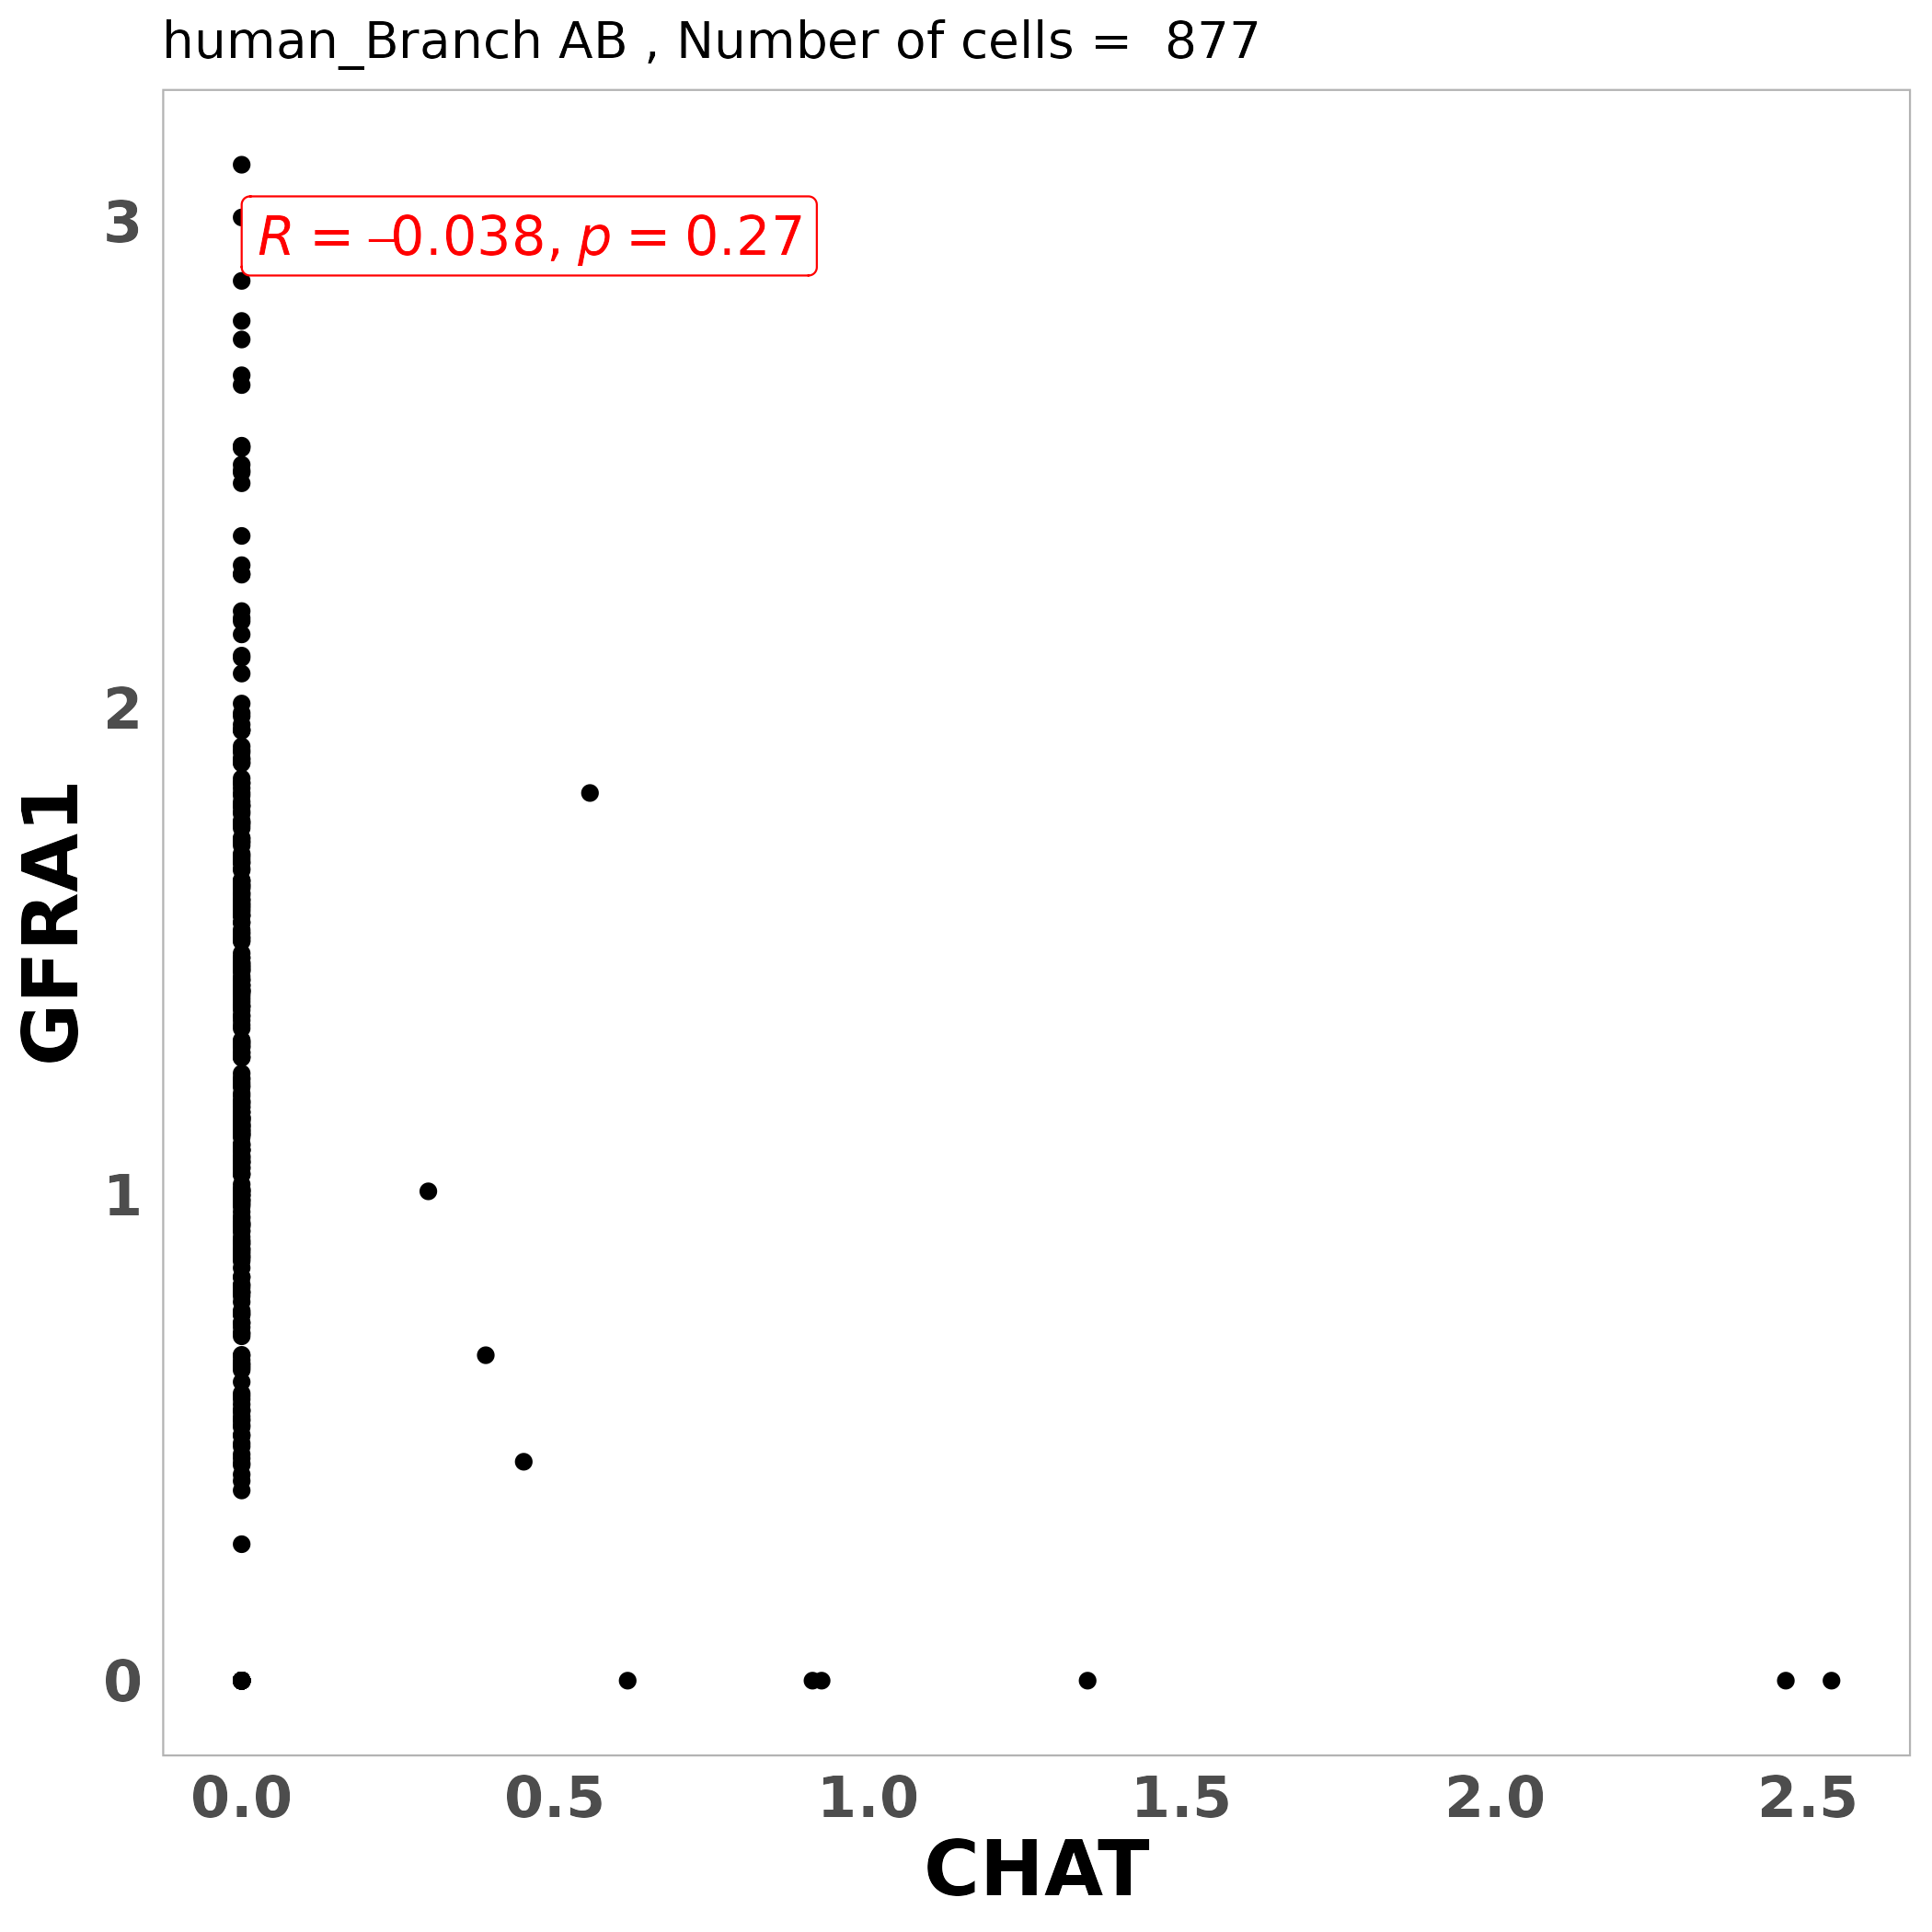 human_Branch AB , Number of cells =  877
R = –0.038, p = 0.27
3
2
1
0
GFRA1
0.0 0.5 1.0 1.5 2.0 2.5
CHAT